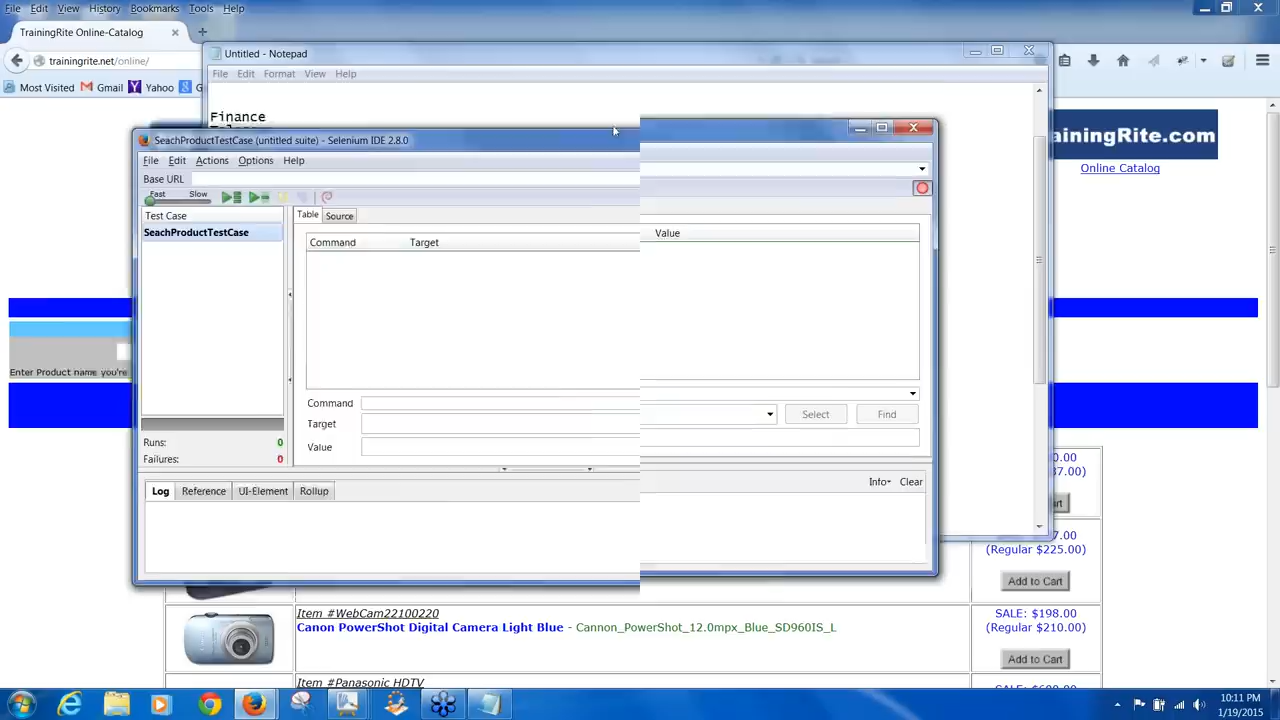 File Edit View History Bookmarks Tools Help
TrainingRite Online-Catalog
trainingrite.net/online/
Most Visited Gmail Yahoo G
Untitled - Notepad
File Edit Format View Help
Finance
SeachProductTestCase (untitled suite) - Selenium IDE 2.8.0
File Edit Actions Options Help
Base URL
Fast Slow
Test Case
SeachProductTestCase
Table Source
Command Target Value
Command
Target
Select Find
Value
Runs: 0
Failures: 0
Log Reference UI-Element Rollup
Info Clear
ainingRite.com
Online Catalog
Enter Product name you're
0.00
37.00)
rt
7.00
(Regular $225.00)
Add to Cart
Item #WebCam22100220
Canon PowerShot Digital Camera Light Blue - Cannon_PowerShot_12.0mpx_Blue_SD960IS_L
SALE: $198.00
(Regular $210.00)
Add to Cart
Item #Panasonic HDTV
10:11 PM
1/19/2015